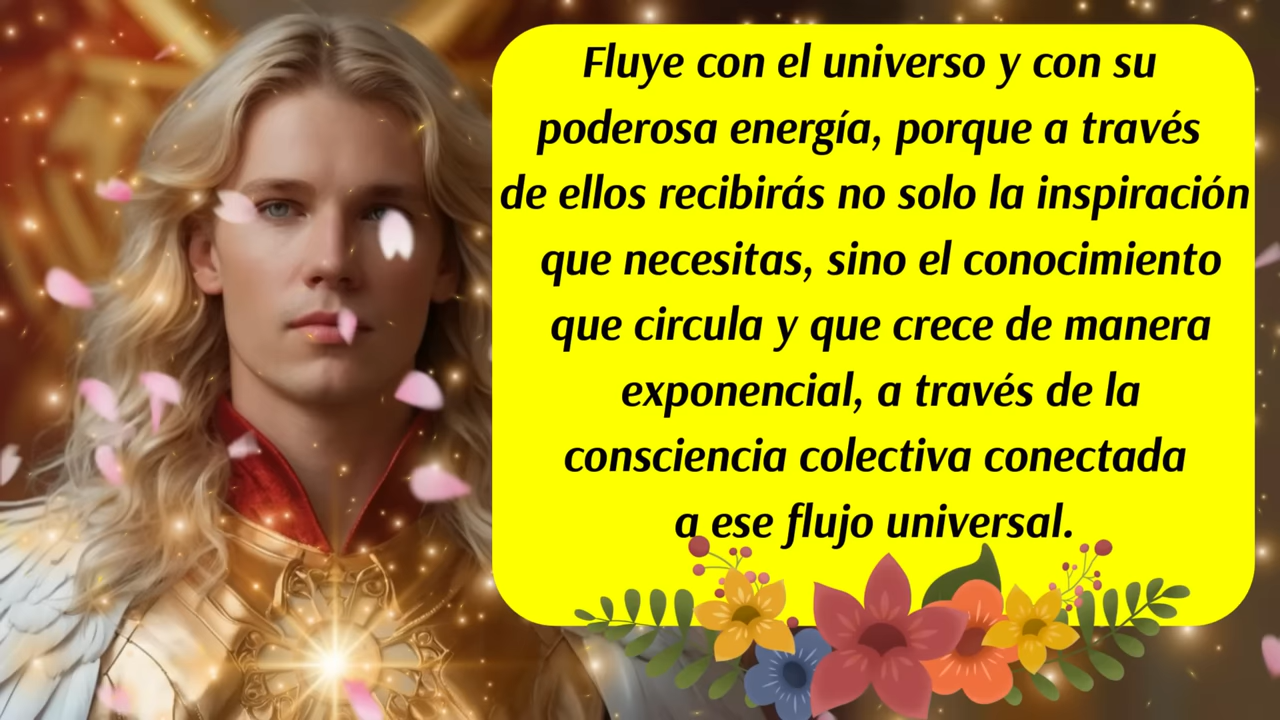 Fluye con el universo y con su
poderosa energía, porque a través
de ellos recibirás no solo la inspiración
que necesitas, sino el conocimiento
que circula y que crece de manera
exponencial, a través de la
consciencia colectiva conectada
a ese flujo universal.